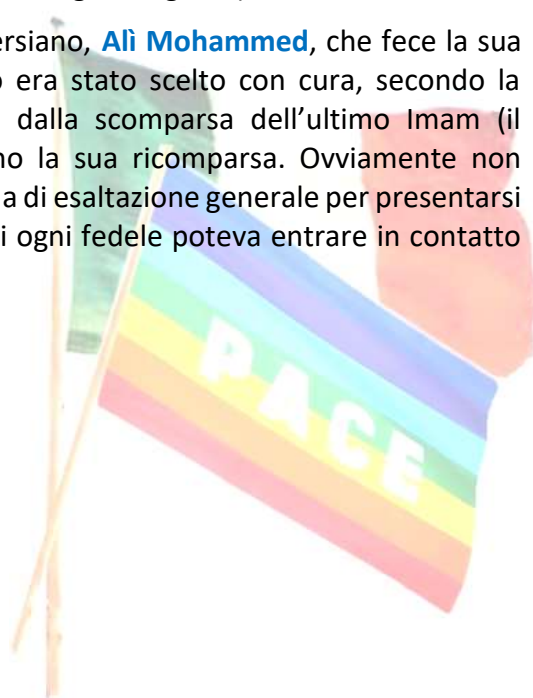 ersiano, Alì Mohammed, che fece la sua
era stato scelto con cura, secondo la
dalla scomparsa dell’ultimo Imam (il
no la sua ricomparsa. Ovviamente non
a di esaltazione generale per presentarsi
i ogni fedele poteva entrare in contatto
PACE